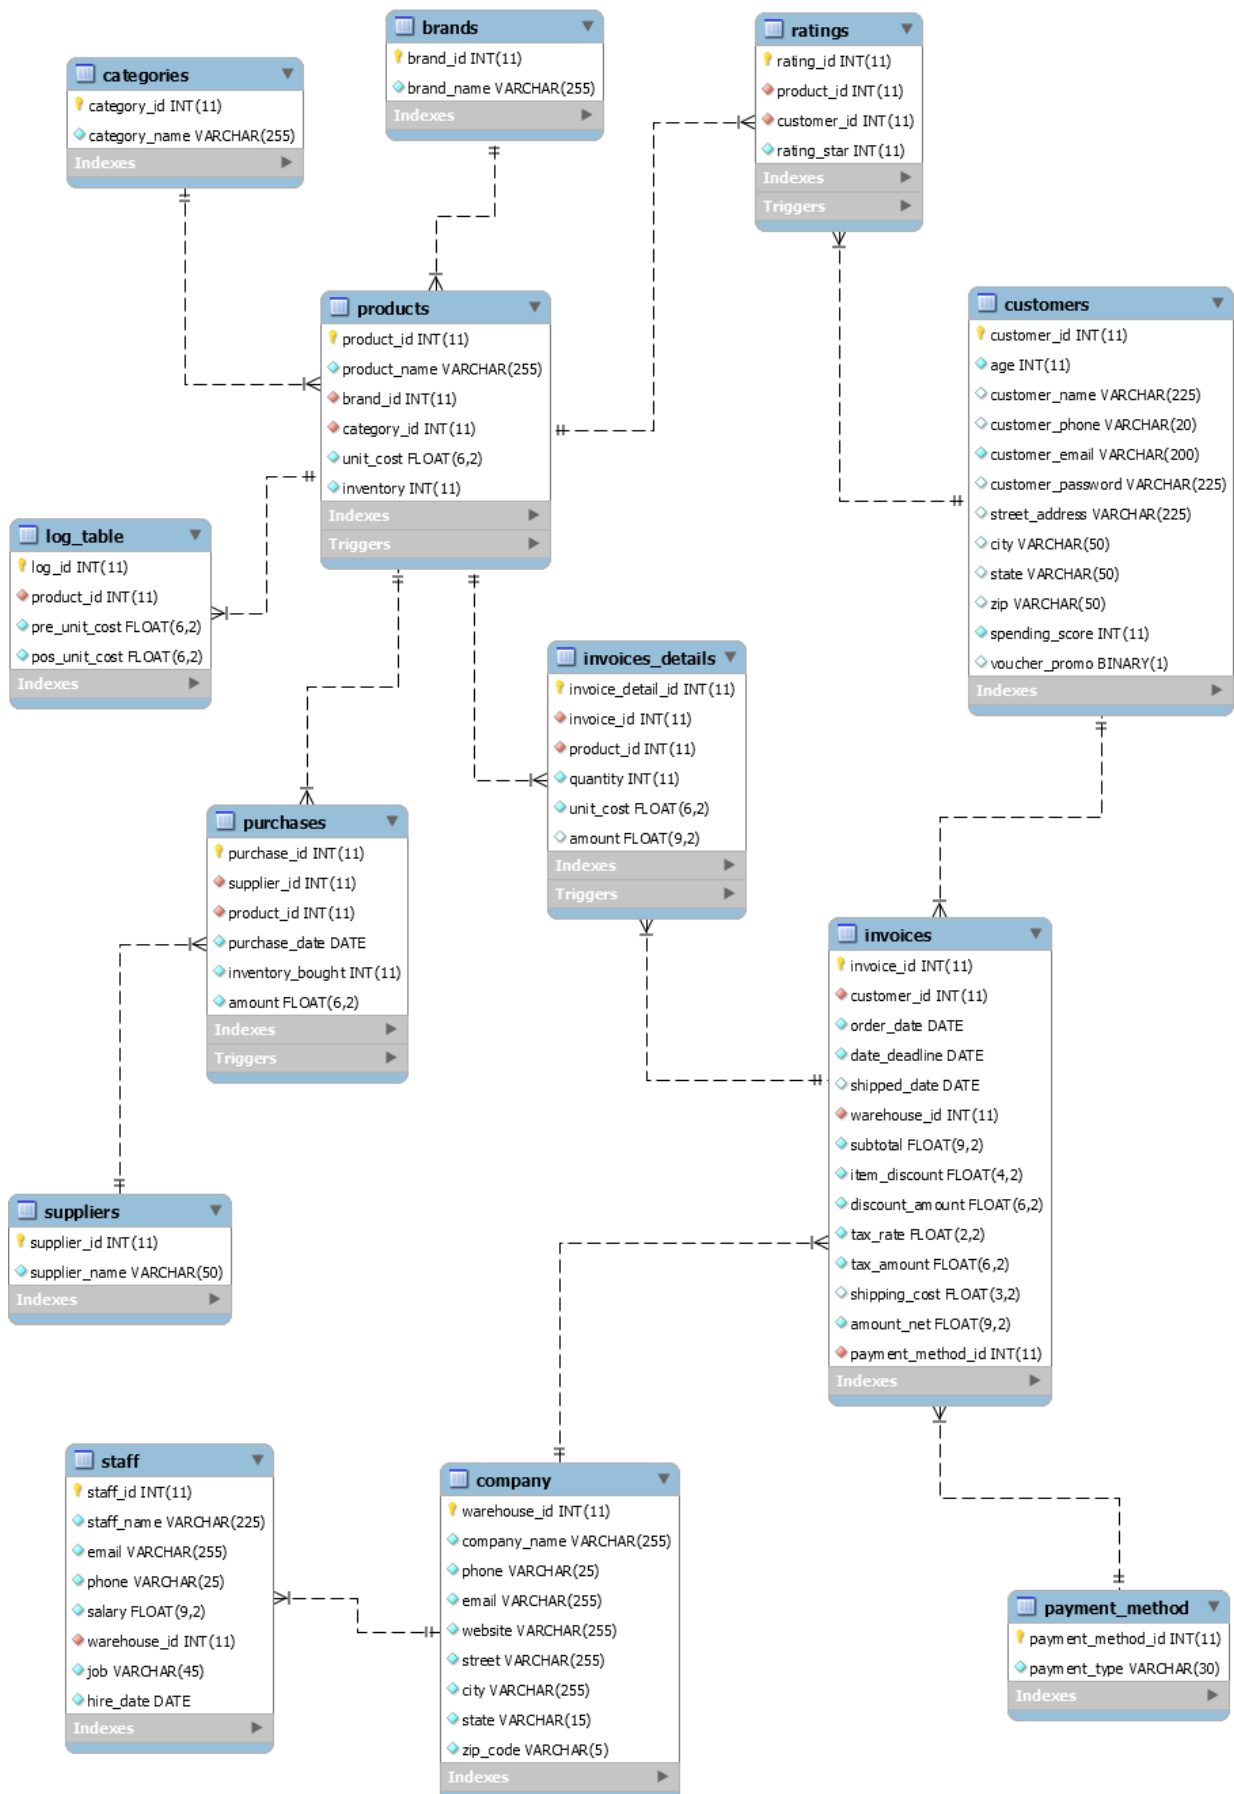 brands
brand_id INT(11)
brand_name VARCHAR(255)
Indexes
ratings
rating_id INT(11)
product_id INT(11)
customer_id INT(11)
rating_star INT(11)
Indexes
Triggers
categories
category_id INT(11)
category_name VARCHAR(255)
Indexes
products
product_id INT(11)
product_name VARCHAR(255)
brand_id INT(11)
category_id INT(11)
unit_cost FLOAT(6,2)
inventory INT(11)
Indexes
Triggers
customers
customer_id INT(11)
age INT(11)
customer_name VARCHAR(225)
customer_phone VARCHAR(20)
customer_email VARCHAR(200)
customer_password VARCHAR(225)
street_address VARCHAR(225)
city VARCHAR(50)
state VARCHAR(50)
zip VARCHAR(50)
spending_score INT(11)
voucher_promo BINARY(1)
Indexes
log_table
log_id INT(11)
product_id INT(11)
pre_unit_cost FLOAT(6,2)
pos_unit_cost FLOAT(6,2)
Indexes
invoices_details
invoice_detail_id INT(11)
invoice_id INT(11)
product_id INT(11)
quantity INT(11)
unit_cost FLOAT(6,2)
amount FLOAT(9,2)
Indexes
Triggers
purchases
purchase_id INT(11)
supplier_id INT(11)
product_id INT(11)
purchase_date DATE
inventory_bought INT(11)
amount FLOAT(6,2)
Indexes
Triggers
invoices
invoice_id INT(11)
customer_id INT(11)
order_date DATE
date_deadline DATE
shipped_date DATE
warehouse_id INT(11)
subtotal FLOAT(9,2)
item_discount FLOAT(4,2)
discount_amount FLOAT(6,2)
tax_rate FLOAT(2,2)
tax_amount FLOAT(6,2)
shipping_cost FLOAT(3,2)
amount_net FLOAT(9,2)
payment_method_id INT(11)
Indexes
suppliers
supplier_id INT(11)
supplier_name VARCHAR(50)
Indexes
staff
staff_id INT(11)
staff_name VARCHAR(225)
email VARCHAR(255)
phone VARCHAR(25)
salary FLOAT(9,2)
warehouse_id INT(11)
job VARCHAR(45)
hire_date DATE
Indexes
company
warehouse_id INT(11)
company_name VARCHAR(255)
phone VARCHAR(25)
email VARCHAR(255)
website VARCHAR(255)
street VARCHAR(255)
city VARCHAR(255)
state VARCHAR(15)
zip_code VARCHAR(5)
Indexes
payment_method
payment_method_id INT(11)
payment_type VARCHAR(30)
Indexes